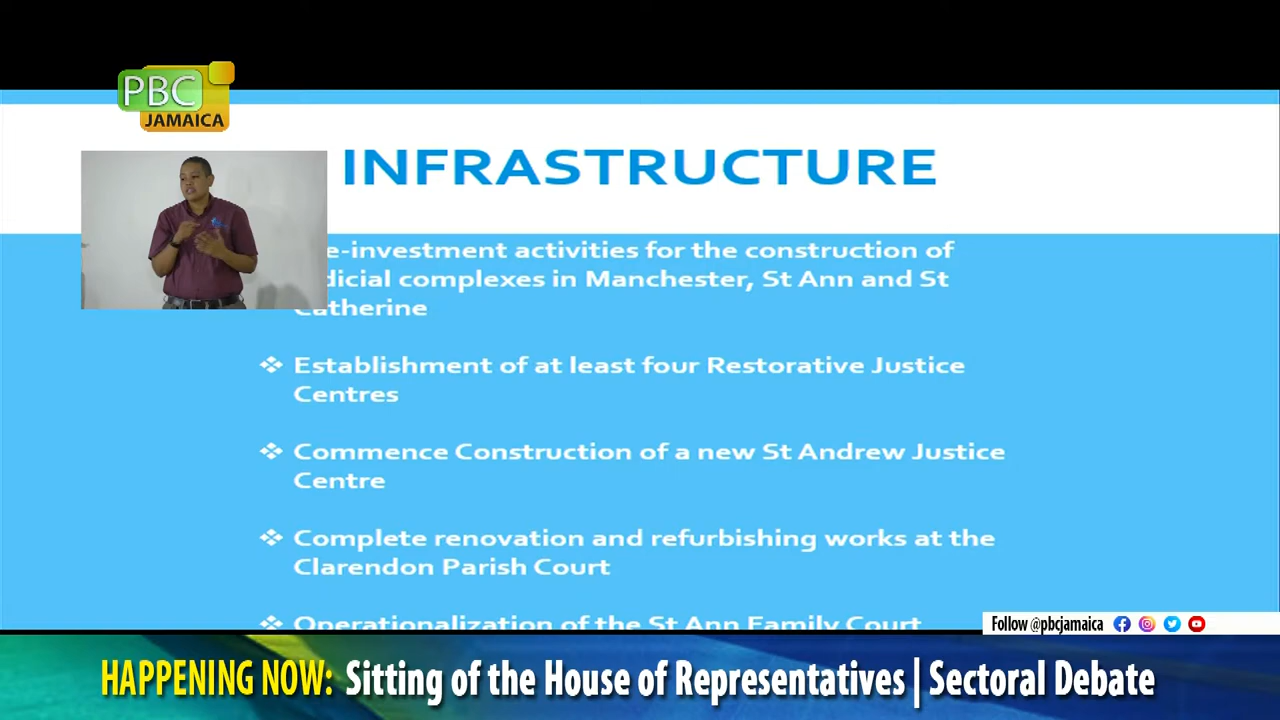 PBC
JAMAICA
INFRASTRUCTURE
e-investment activities for the construction of
dicial complexes in Manchester, St Ann and St
Catherine
❖ Establishment of at least four Restorative Justice
Centres
❖ Commence Construction of a new St Andrew Justice
Centre
❖ Complete renovation and refurbishing works at the
Clarendon Parish Court
❖ Operationalization of the St Ann Family Court
Follow @pbcjamaica
HAPPENING NOW: Sitting of the House of Representatives | Sectoral Debate